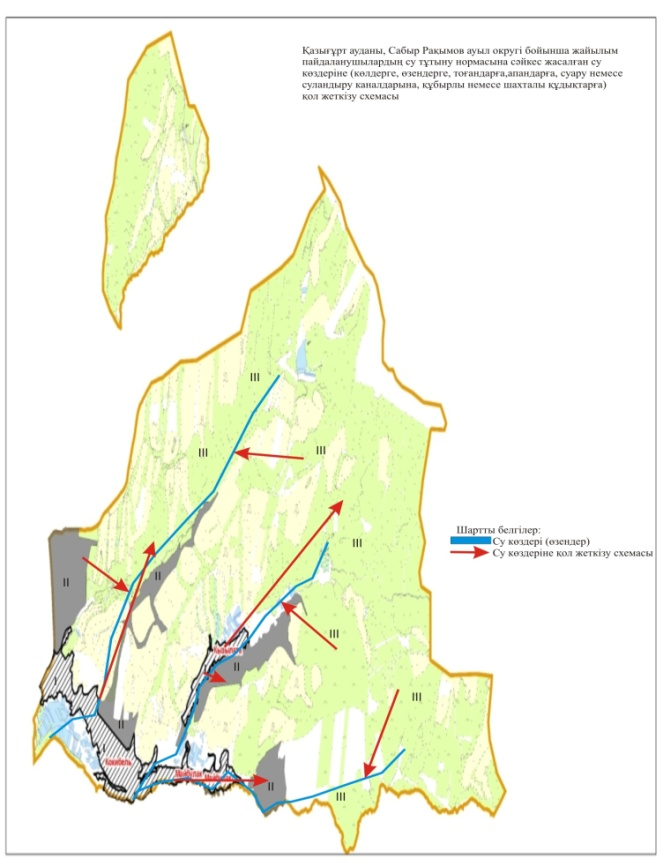 Қазығұрт ауданы, Сабыр Рақымов ауыл округі бойынша жайылым
пайдаланушылардың су тұтыну нормасына сәйкес жасалған су
көздеріне (көлдерге, өзендерге, тоғандарға,апандарға, суару немесе
суландыру каналдарына, құбырлы немесе шахталы құдықтарға)
қол жеткізу схемасы
III
III
III
Шартты белгілер:
Су көздері (өзендер)
Су көздеріне қол жеткізу схемасы
III
II
II
III
II
III
II
Кокибель
II
III